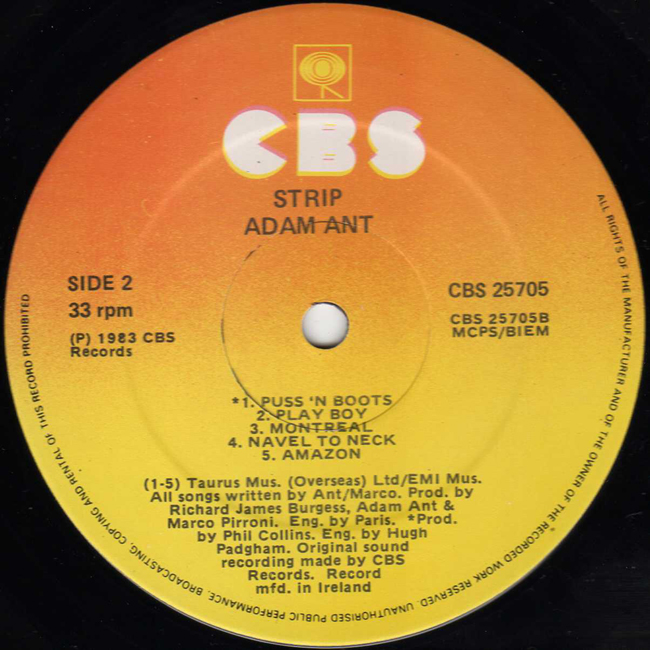 CBS
STRIP
ADAM ANT
SIDE 2
33 rpm
(P) 1983 CBS
Records
CBS 25705
CBS 25705B
MCPS/BIEM
*1. PUSS 'N BOOTS
2. PLAY BOY
3. MONTREAL
4. NAVEL TO NECK
5. AMAZON
(1-5) Taurus Mus. (Overseas) Ltd/EMI Mus.
All songs written by Ant/Marco. Prod. by
Richard James Burgess, Adam Ant &
Marco Pirroni. Eng. by Paris. *Prod.
by Phil Collins. Eng. by Hugh
Padgham. Original sound
recording made by CBS
Records. Record
mfd. in Ireland
ALL RIGHTS OF THE MANUFACTURER AND OF THE OWNER OF THE RECORDED WORK RESERVED. UNAUTHORISED PUBLIC PERFORMANCE, BROADCASTING, COPYING AND RENTAL OF THIS RECORD PROHIBITED